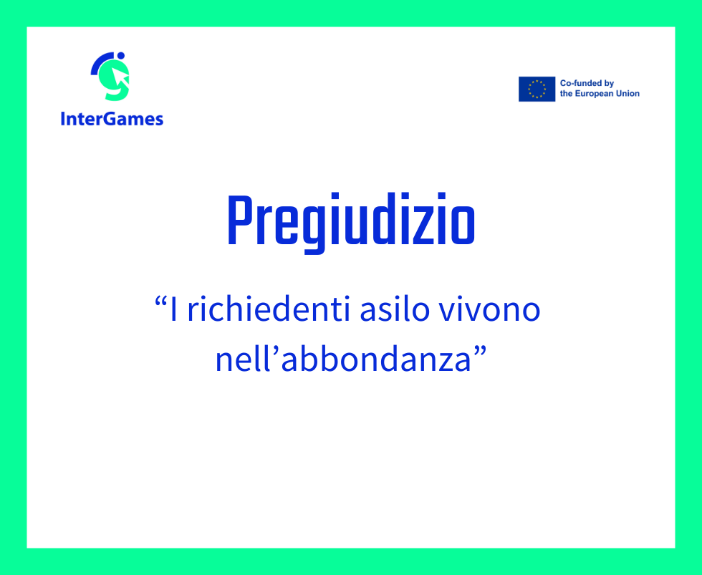 InterGames
Co-funded by
the European Union
Pregiudizio
“I richiedenti asilo vivono
nell’abbondanza”